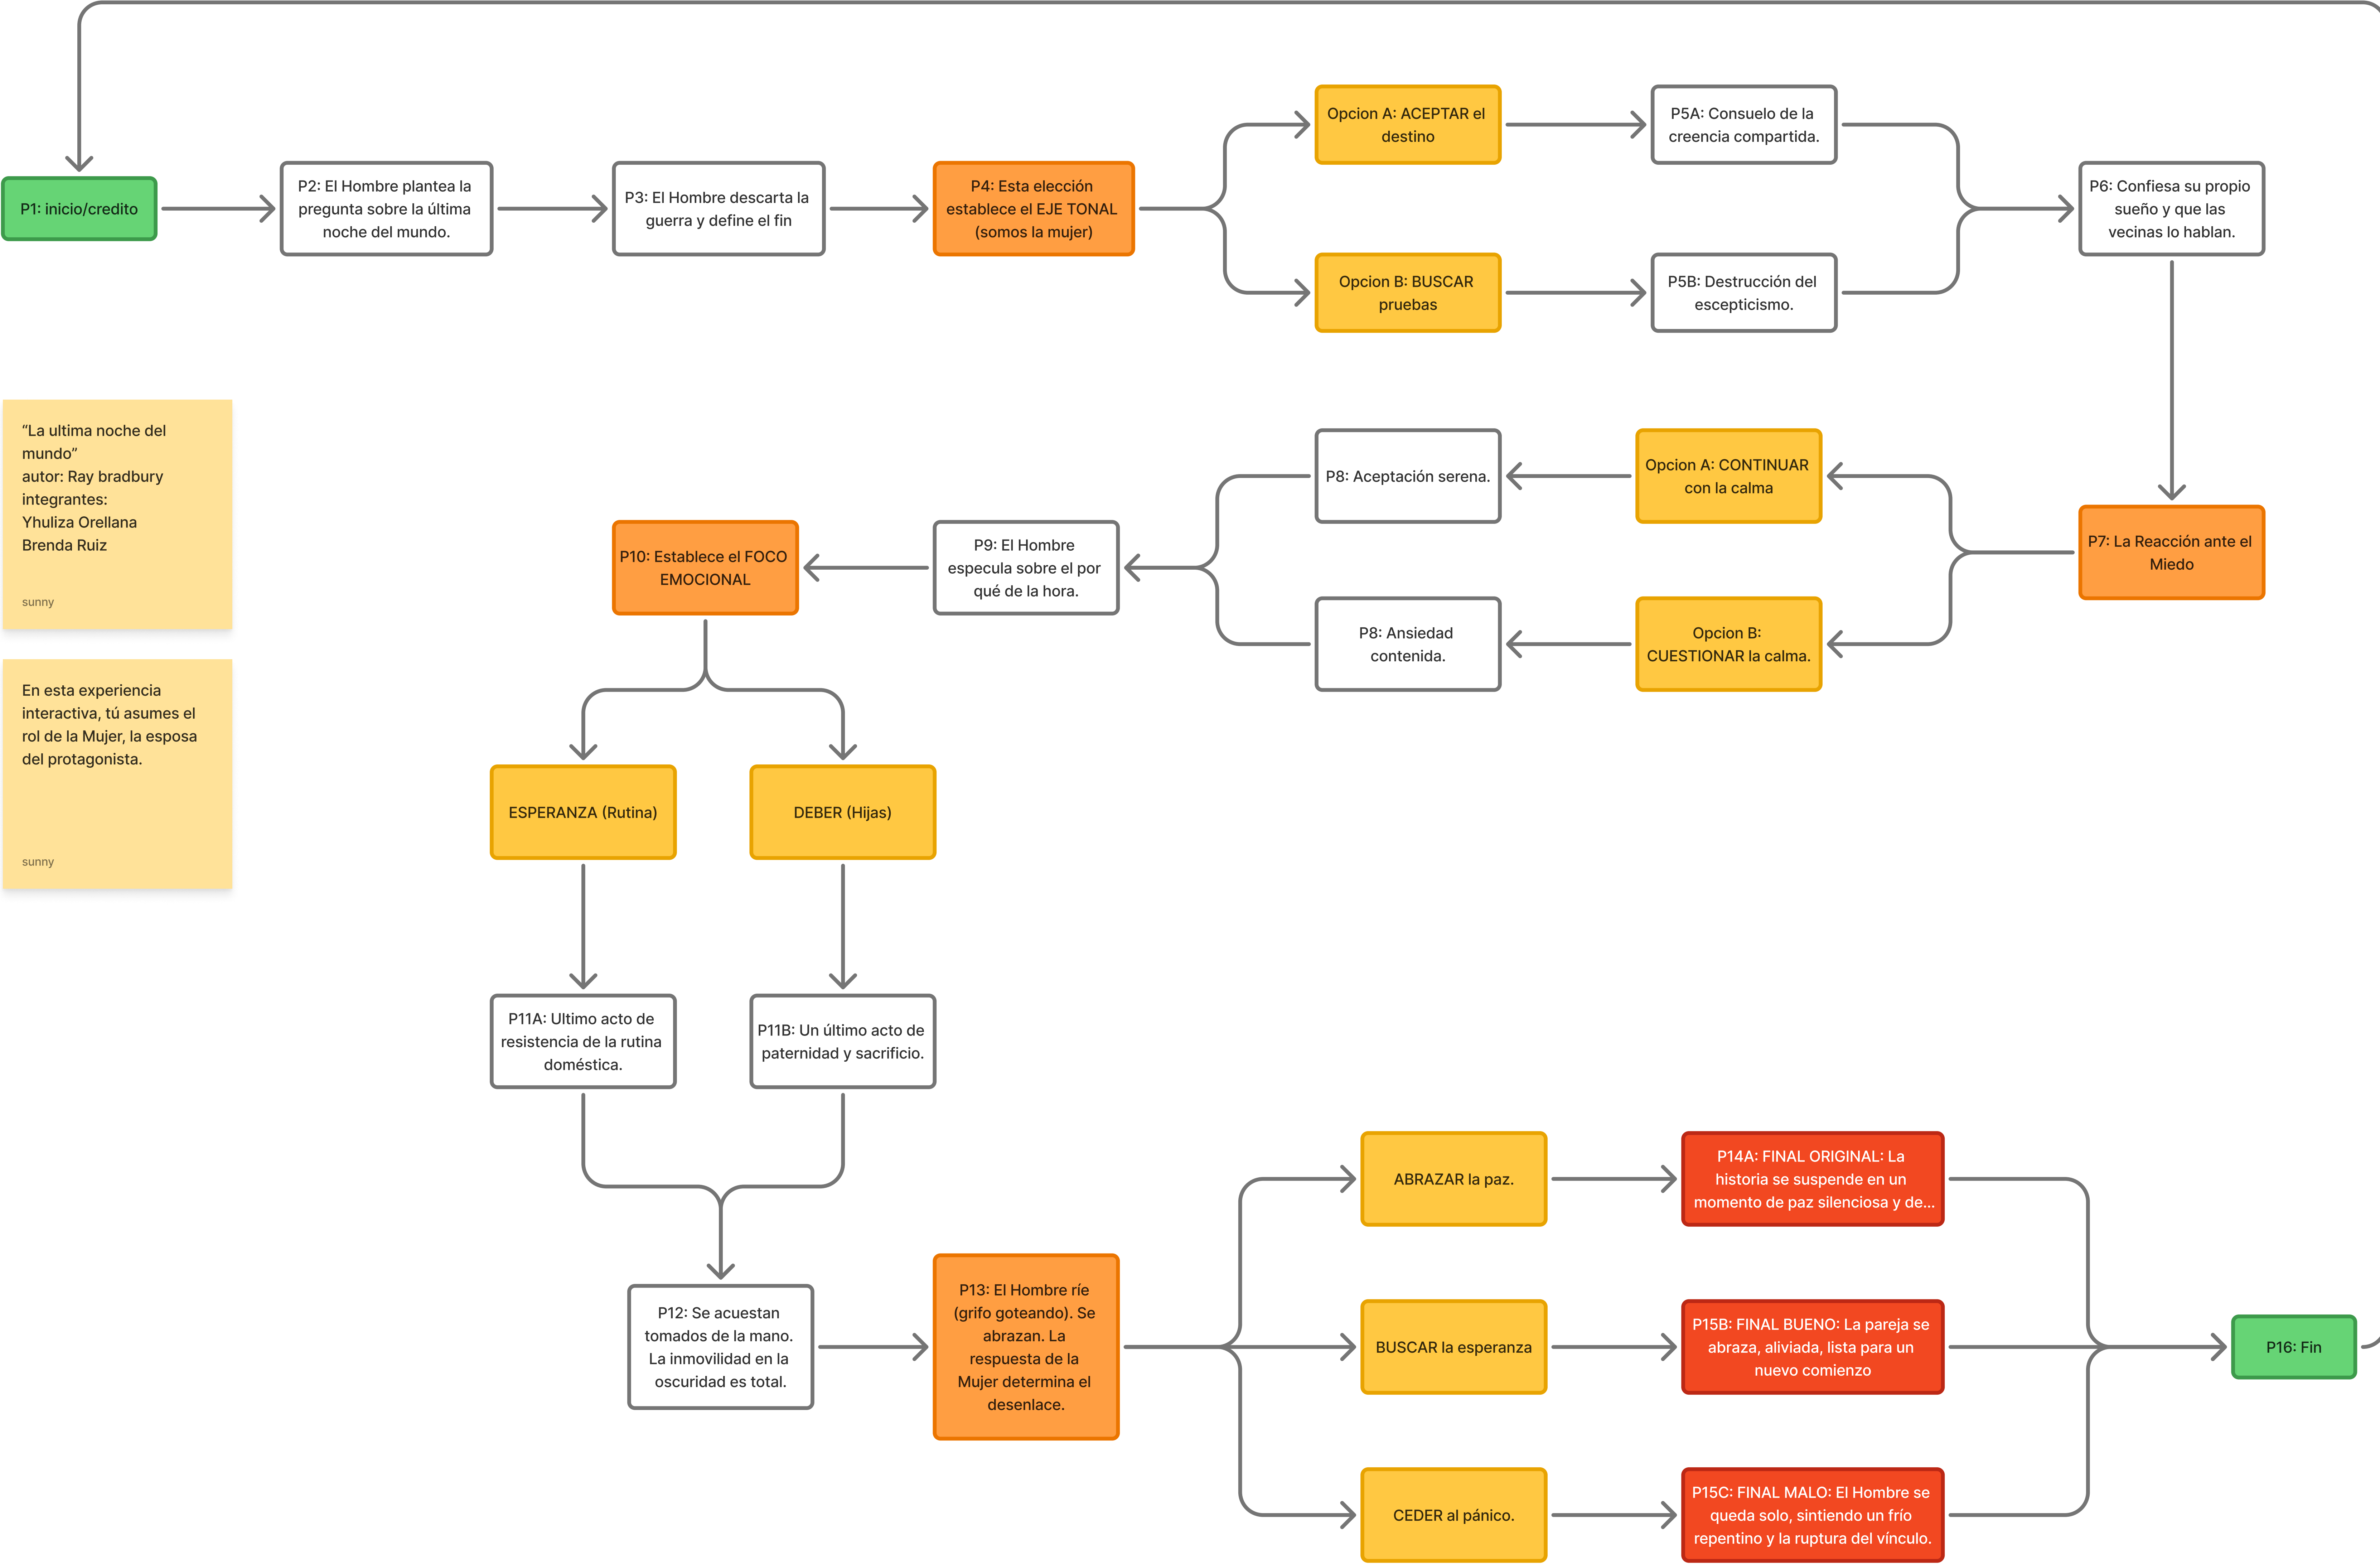 P1: inicio/credito
P2: El Hombre plantea la
pregunta sobre la última
noche del mundo.
P3: El Hombre descarta la
guerra y define el fin
P4: Esta elección
establece el EJE TONAL
(somos la mujer)
Opcion A: ACEPTAR el
destino
P5A: Consuelo de la
creencia compartida.
Opcion B: BUSCAR
pruebas
P5B: Destrucción del
escepticismo.
P6: Confiesa su propio
sueño y que las
vecinas lo hablan.
“La ultima noche del
mundo”
autor: Ray bradbury
integrantes:
Yhuliza Orellana
Brenda Ruiz
sunny
En esta experiencia
interactiva, tú asumes el
rol de la Mujer, la esposa
del protagonista.
sunny
P7: La Reacción ante el
Miedo
Opcion A: CONTINUAR
con la calma
P8: Aceptación serena.
Opcion B:
CUESTIONAR la calma.
P8: Ansiedad
contenida.
P9: El Hombre
especula sobre el por
qué de la hora.
P10: Establece el FOCO
EMOCIONAL
ESPERANZA (Rutina)
DEBER (Hijas)
P11A: Ultimo acto de
resistencia de la rutina
doméstica.
P11B: Un último acto de
paternidad y sacrificio.
P12: Se acuestan
tomados de la mano.
La inmovilidad en la
oscuridad es total.
P13: El Hombre ríe
(grifo goteando). Se
abrazan. La
respuesta de la
Mujer determina el
desenlace.
ABRAZAR la paz.
P14A: FINAL ORIGINAL: La
historia se suspende en un
momento de paz silenciosa y de...
BUSCAR la esperanza
P15B: FINAL BUENO: La pareja se
abraza, aliviada, lista para un
nuevo comienzo
CEDER al pánico.
P15C: FINAL MALO: El Hombre se
queda solo, sintiendo un frío
repentino y la ruptura del vínculo.
P16: Fin